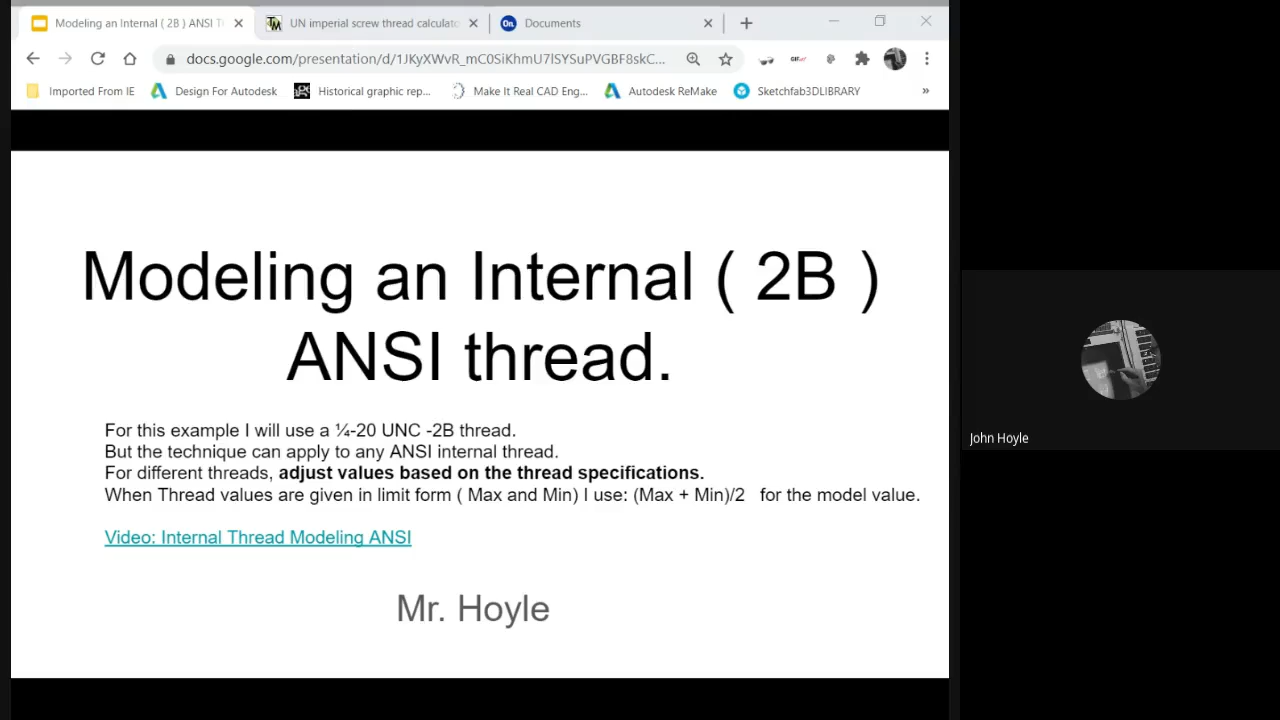 Modeling an Internal ( 2B ) ANSI T
UN imperial screw thread calculato
On
Documents
docs.google.com/presentation/d/1JKyXWvR_mC0SiKhmU7lSYSuPVGBF8skC...
Imported From IE
Design For Autodesk
Historical graphic rep...
Make It Real CAD Eng...
Autodesk ReMake
Sketchfab3DLIBRARY
»
Modeling an Internal ( 2B )
ANSI thread.
For this example I will use a ¼-20 UNC -2B thread.
But the technique can apply to any ANSI internal thread.
For different threads, adjust values based on the thread specifications.
When Thread values are given in limit form ( Max and Min) I use: (Max + Min)/2 for the model value.
Video: Internal Thread Modeling ANSI
Mr. Hoyle
John Hoyle